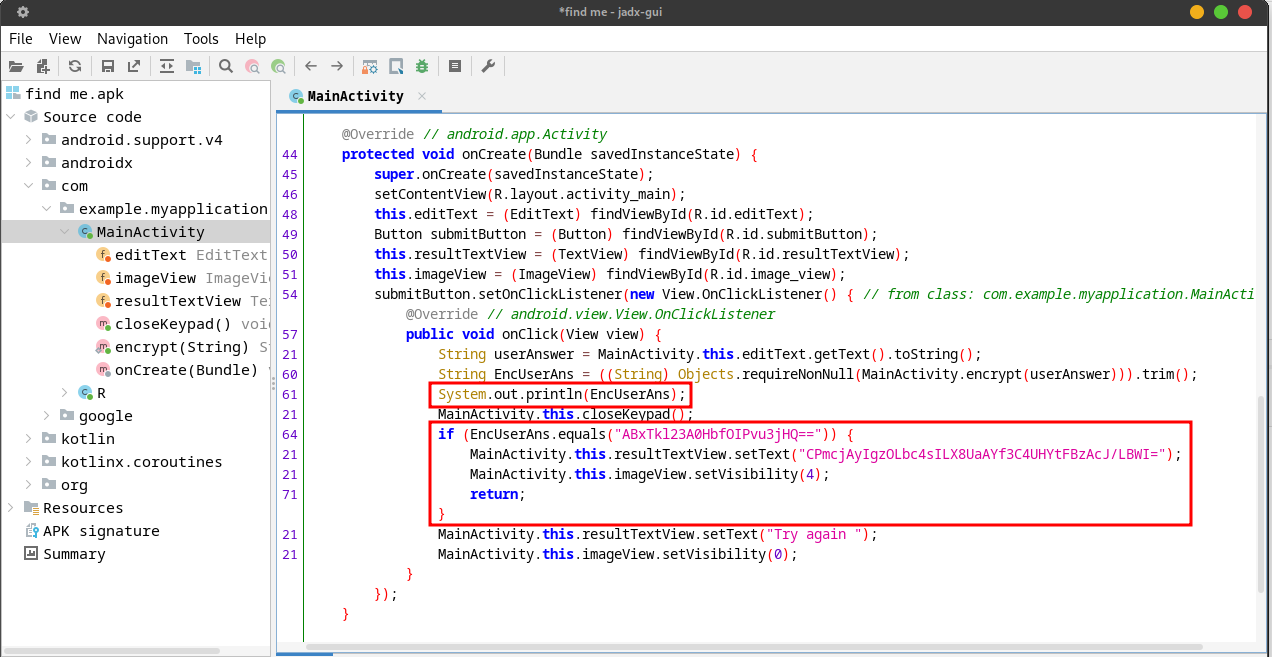 *find me - jadx-gui
File View Navigation Tools Help
find me.apk
Source code
android.support.v4
androidx
com
example.myapplication
MainActivity
editText EditText
imageView ImageVi
resultTextView Te
closeKeypad() voi
encrypt(String) S
onCreate(Bundle)
R
google
kotlin
kotlinx.coroutines
org
Resources
APK signature
Summary
MainActivity
@Override // android.app.Activity
44 protected void onCreate(Bundle savedInstanceState) {
45 super.onCreate(savedInstanceState);
46 setContentView(R.layout.activity_main);
48 this.editText = (EditText) findViewById(R.id.editText);
49 Button submitButton = (Button) findViewById(R.id.submitButton);
50 this.resultTextView = (TextView) findViewById(R.id.resultTextView);
51 this.imageView = (ImageView) findViewById(R.id.image_view);
54 submitButton.setOnClickListener(new View.OnClickListener() { // from class: com.example.myapplication.MainActi
@Override // android.view.View.OnClickListener
57 public void onClick(View view) {
21 String userAnswer = MainActivity.this.editText.getText().toString();
60 String EncUserAns = ((String) Objects.requireNonNull(MainActivity.encrypt(userAnswer))).trim();
61 System.out.println(EncUserAns);
21 MainActivity.this.closeKeypad();
64 if (EncUserAns.equals("ABxTkl23A0HbfOIPvu3jHQ==")) {
21 MainActivity.this.resultTextView.setText("CPmcjAyIgzOLbc4sILX8UaAYf3C4UHYtFBzAcJ/LBWI=");
21 MainActivity.this.imageView.setVisibility(4);
71 return;
}
21 MainActivity.this.resultTextView.setText("Try again ");
21 MainActivity.this.imageView.setVisibility(0);
}
});
}